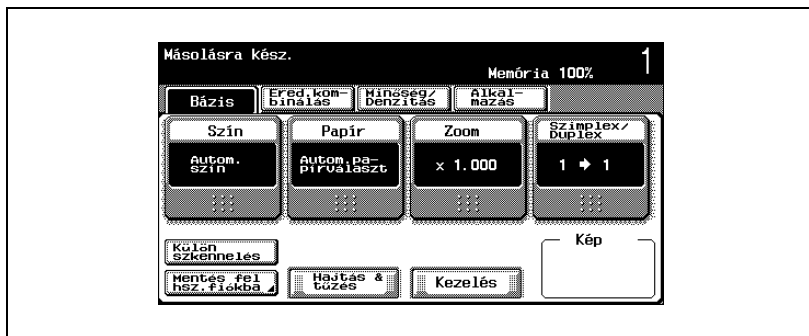 Másolásra kész.
Memória 100%
1
Bázis
Ered.kom-
binálás
Minőség/
Denzitás
Alkal-
mazás
Szín
Papír
Zoom
Szimplex/
Duplex
Autom.
szín
Autom.pa-
pírválaszt
x 1.000
1 ➔ 1
Külön
szkennelés
Kép
Mentés fel
hsz.fiókba
Hajtás &
tűzés
Kezelés